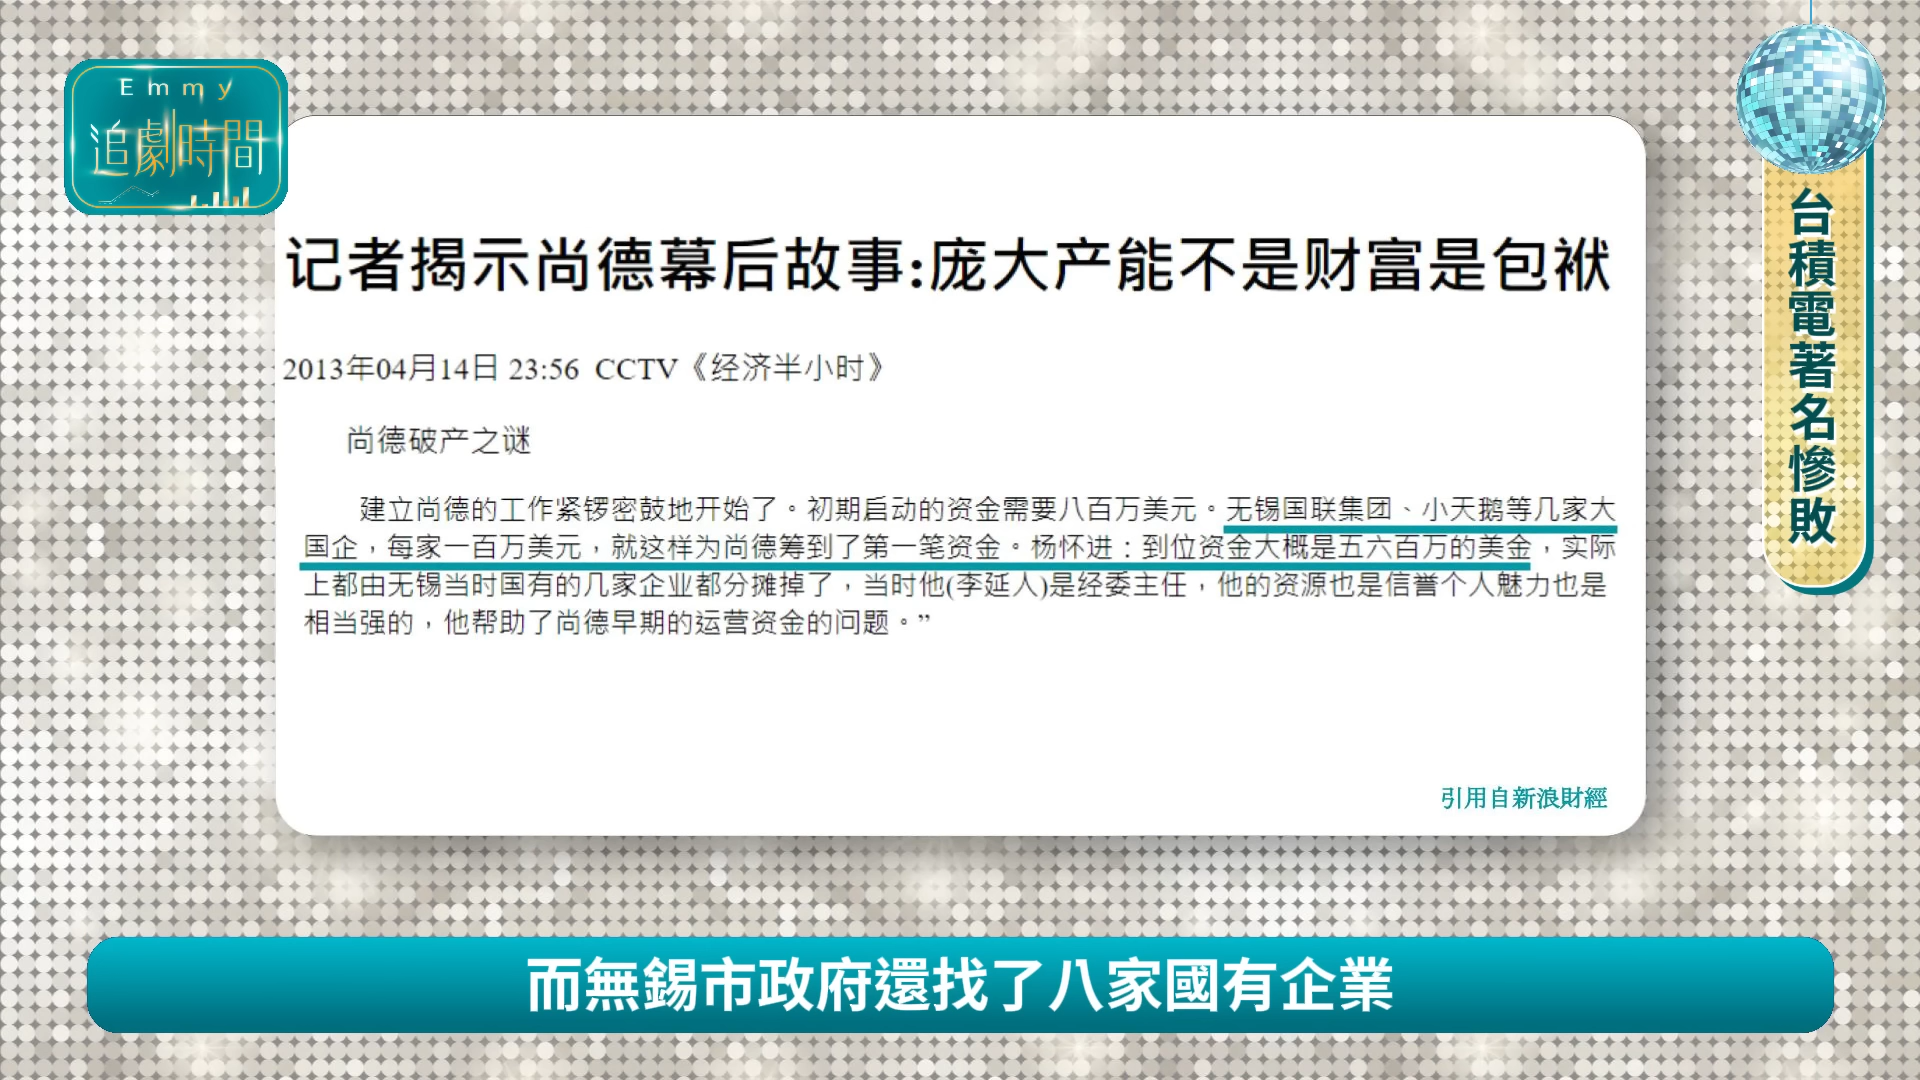 Emmy
追劇時間
台積電著名慘敗
记者揭示尚德幕后故事:庞大产能不是财富是包袱
2013年04月14日 23:56 CCTV《经济半小时》
尚德破产之谜
建立尚德的工作紧锣密鼓地开始了。初期启动的资金需要八百万美元。无锡国联集团、小天鹅等几家大
国企，每家一百万美元，就这样为尚德筹到了第一笔资金。杨怀进：到位资金大概是五六百万的美金，实际
上都由无锡当时国有的几家企业都分摊掉了，当时他(李延人)是经委主任，他的资源也是信誉个人魅力也是
相当强的，他帮助了尚德早期的运营资金的问题。”
引用自新浪財經
而無錫市政府還找了八家國有企業